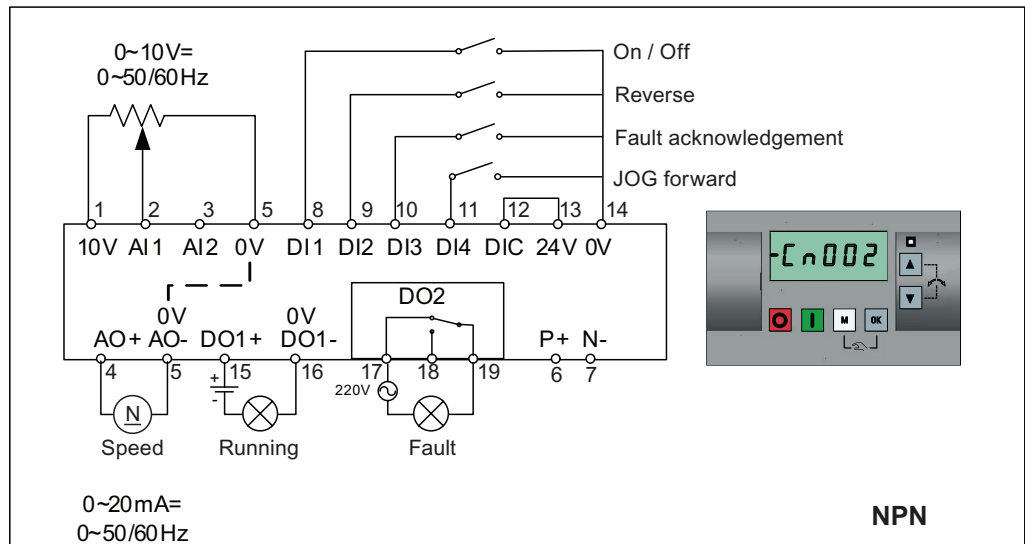 0~10V=
0~50/60Hz
On / Off
Reverse
Fault acknowledgement
JOG forward
1 2 3 5 8 9 10 11 12 13 14
10V AI1 AI2 0V DI1 DI2 DI3 DI4 DIC 24V 0V
-Cn002
M OK
DO2
0V 0V
AO+ AO- DO1+ DO1- P+ N-
4 5 15 16 17 18 19 6 7
+
-
220V
N
Speed Running Fault
0~20mA=
0~50/60Hz
NPN